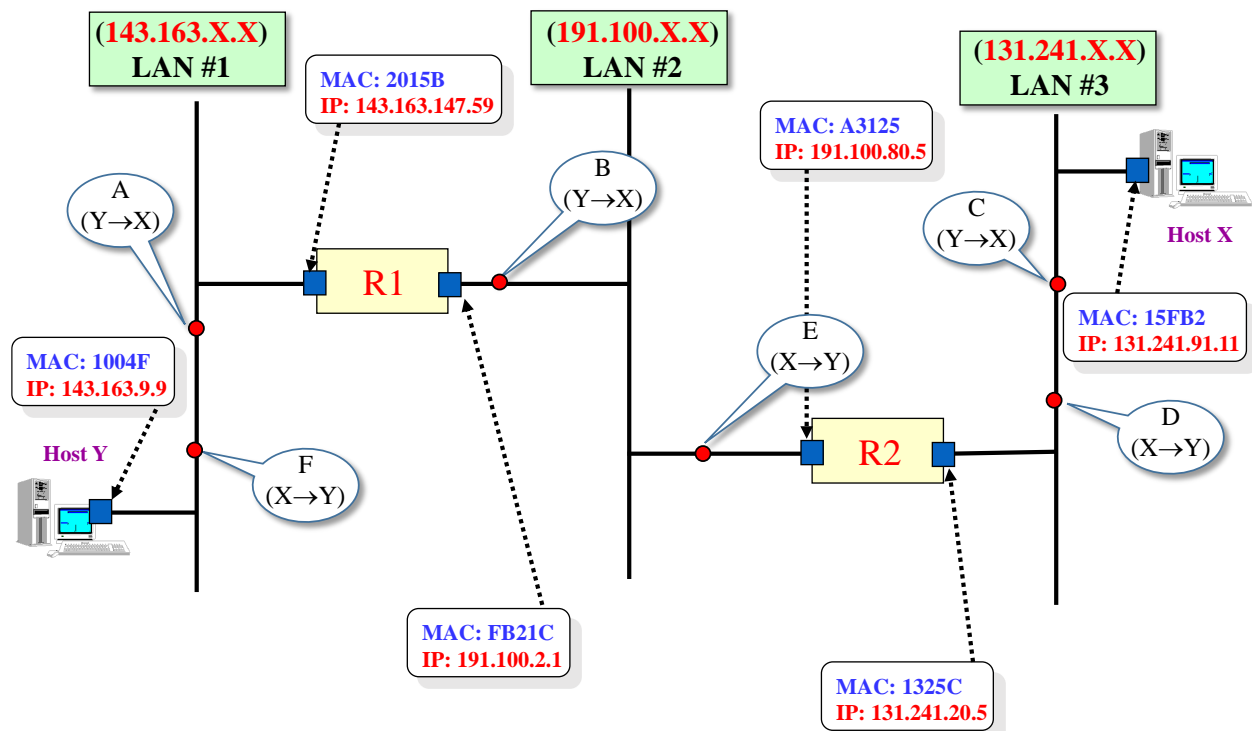 (143.163.X.X)
LAN #1
(191.100.X.X)
LAN #2
(131.241.X.X)
LAN #3
MAC: 2015B
IP: 143.163.147.59
MAC: A3125
IP: 191.100.80.5
A
(Y→X)
B
(Y→X)
C
(Y→X)
Host X
R1
MAC: 15FB2
IP: 131.241.91.11
MAC: 1004F
IP: 143.163.9.9
E
(X→Y)
D
(X→Y)
Host Y
F
(X→Y)
R2
MAC: FB21C
IP: 191.100.2.1
MAC: 1325C
IP: 131.241.20.5